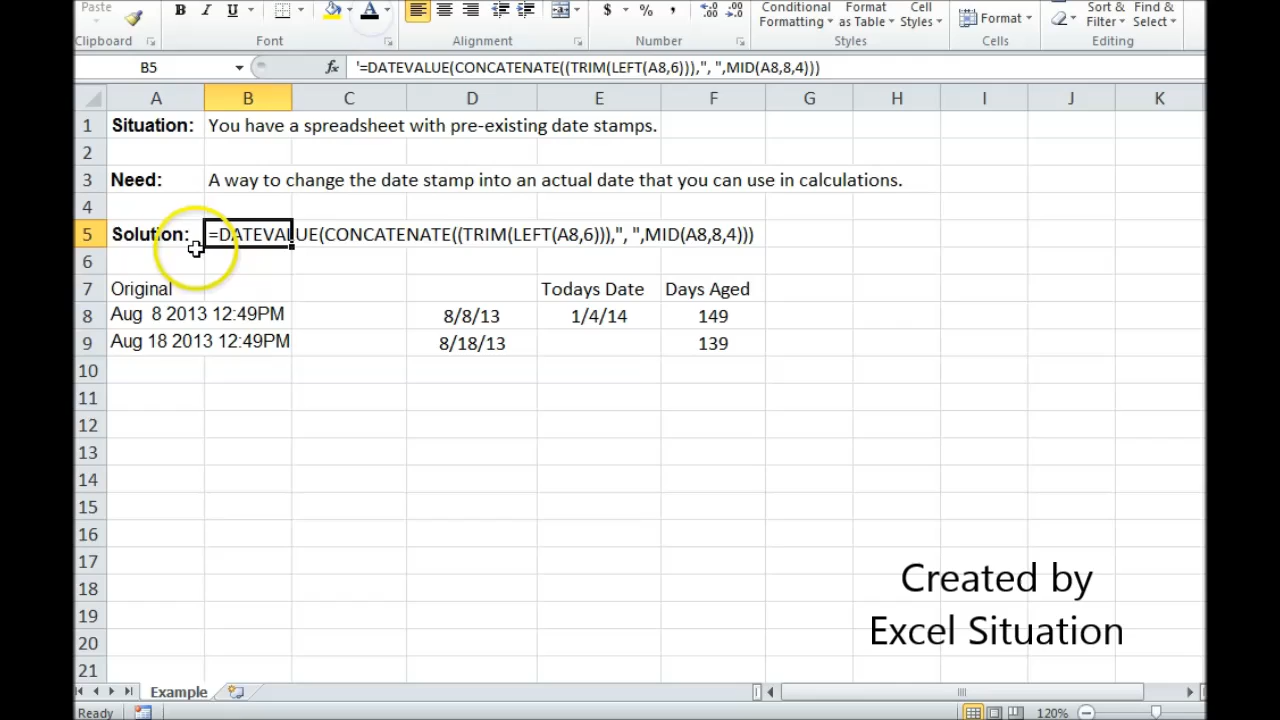 Paste
B I U A
$ % , .00 .00
Conditional Formatting Format as Table Cell Styles
Format
Sort & Filter Find & Select
Clipboard Font Alignment Number Styles Cells Editing
B5 fx '=DATEVALUE(CONCATENATE((TRIM(LEFT(A8,6))),", ",MID(A8,8,4)))
A B C D E F G H I J K
1 Situation: You have a spreadsheet with pre-existing date stamps.
2
3 Need: A way to change the date stamp into an actual date that you can use in calculations.
4
5 Solution: =DATEVALUE(CONCATENATE((TRIM(LEFT(A8,6))),", ",MID(A8,8,4)))
6
7 Original Todays Date Days Aged
8 Aug  8 2013 12:49PM 8/8/13 1/4/14 149
9 Aug 18 2013 12:49PM 8/18/13 139
10
11
12
13
14
15
16
17
18
19
20
21
Created by
Excel Situation
Example
Ready 120%